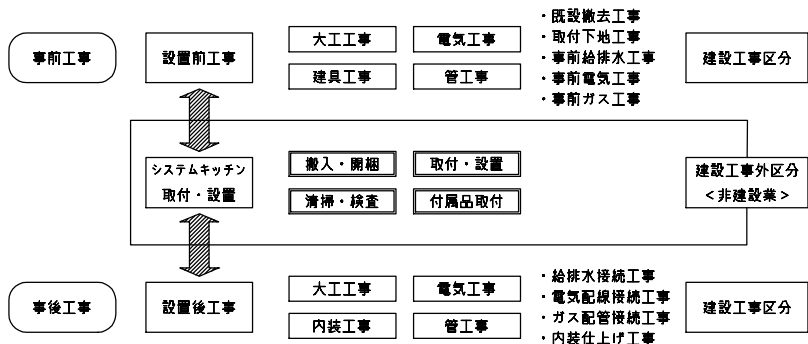 事前工事
設置前工事
大工工事
電気工事
建具工事
管工事
・既設撤去工事
・取付下地工事
・事前給排水工事
・事前電気工事
・事前ガス工事
建設工事区分
システムキッチン
取付・設置
搬入・開梱
取付・設置
清掃・検査
付属品取付
建設工事外区分
<非建設業>
事後工事
設置後工事
大工工事
電気工事
内装工事
管工事
・給排水接続工事
・電気配線接続工事
・ガス配管接続工事
・内装仕上げ工事
建設工事区分